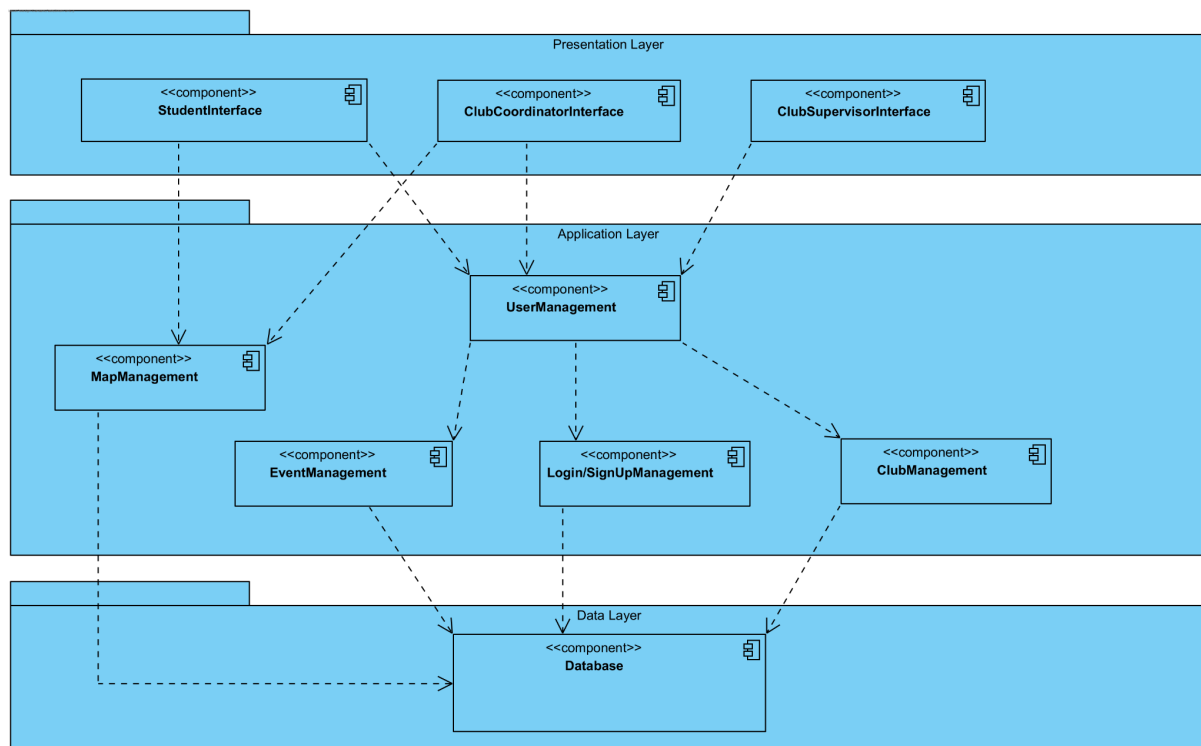 Presentation Layer
<<component>>
StudentInterface
<<component>>
ClubCoordinatorInterface
<<component>>
ClubSupervisorInterface
Application Layer
<<component>>
UserManagement
<<component>>
MapManagement
<<component>>
EventManagement
<<component>>
Login/SignUpManagement
<<component>>
ClubManagement
Data Layer
<<component>>
Database